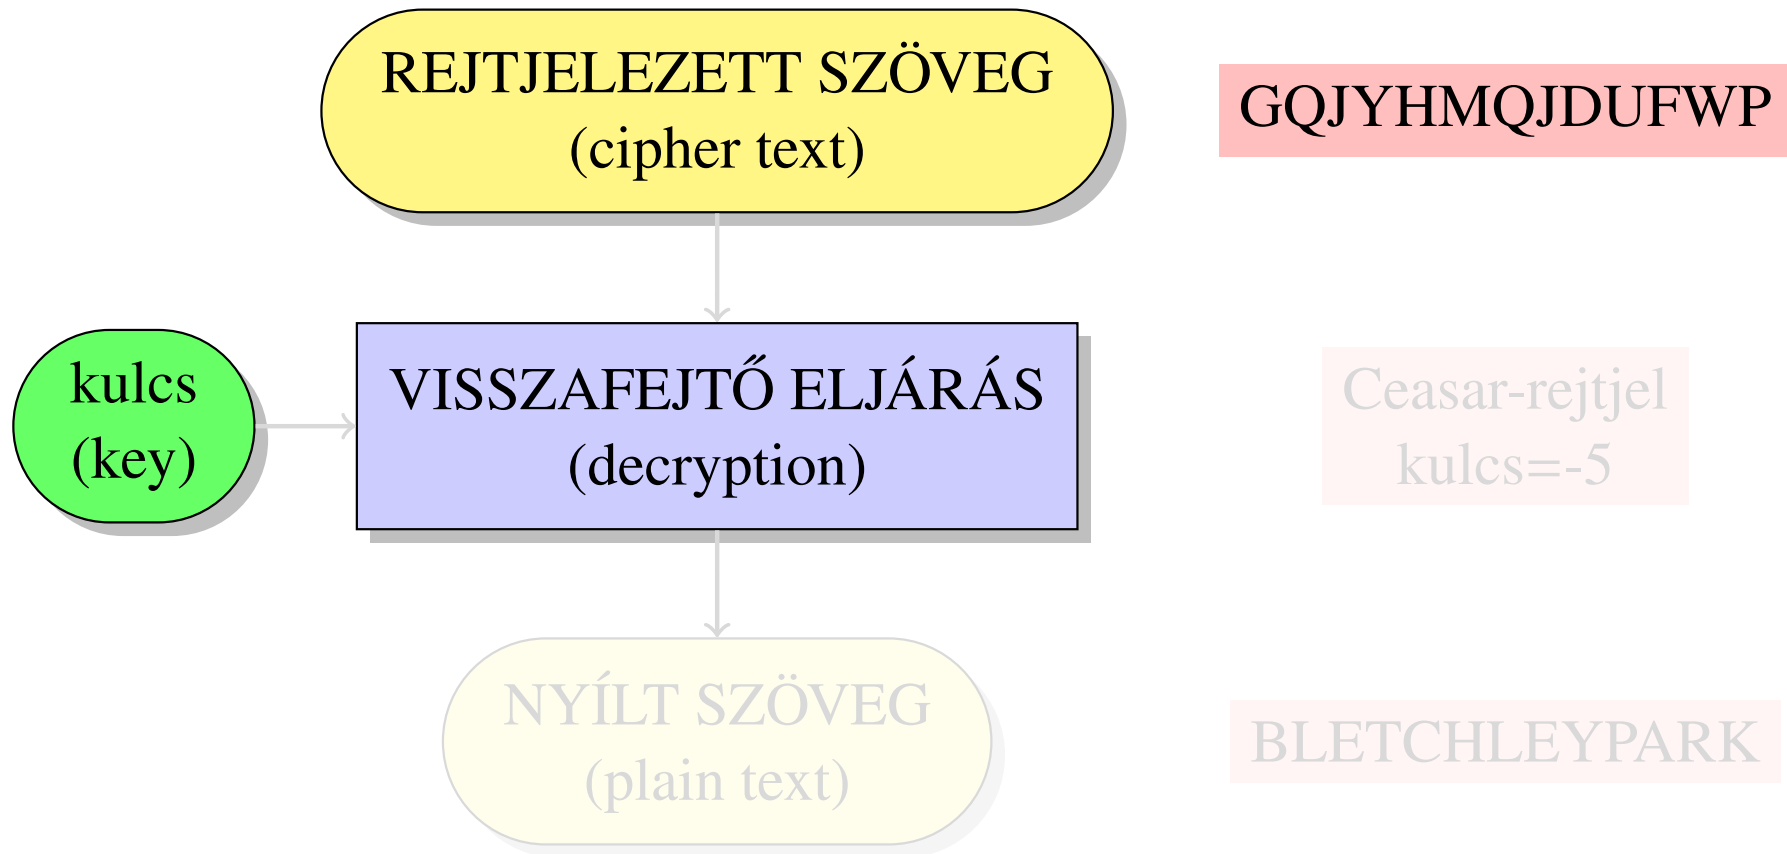 REJTJELEZETT SZÖVEG
(cipher text)
GQJYHMQJDUFWP
kulcs
(key)
VISSZAFEJTŐ ELJÁRÁS
(decryption)
Ceasar-rejtjel
kulcs=-5
NYÍLT SZÖVEG
(plain text)
BLETCHLEYPARK